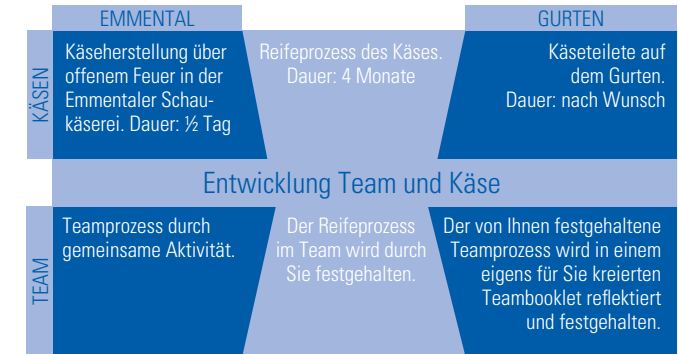 EMMENTAL
GURTEN
KÄSEN
Käseherstellung über
offenem Feuer in der
Emmentaler Schau-
käserei. Dauer: ½ Tag
Reifeprozess des Käses.
Dauer: 4 Monate
Käseteilete auf
dem Gurten.
Dauer: nach Wunsch
Entwicklung Team und Käse
TEAM
Teamprozess durch
gemeinsame Aktivität.
Der Reifeprozess
im Team wird durch
Sie festgehalten.
Der von Ihnen festgehaltene
Teamprozess wird in einem
eigens für Sie kreierten
Teambooklet reflektiert
und festgehalten.